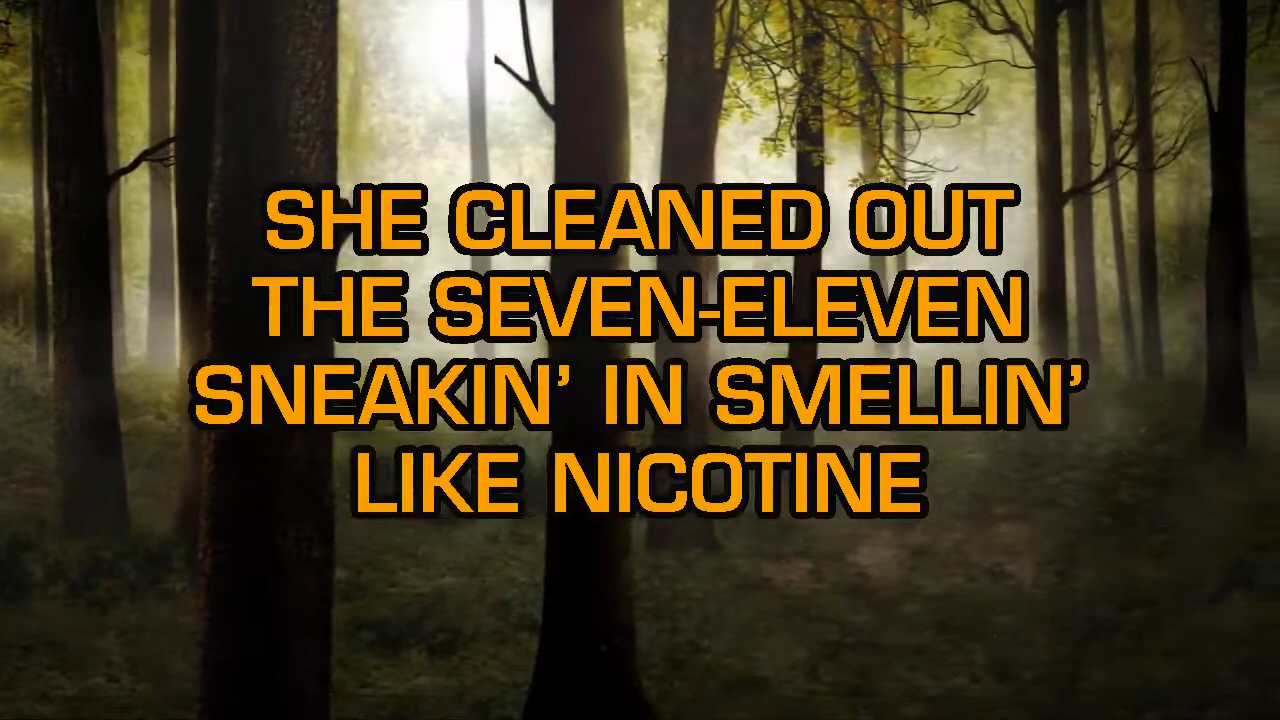 SHE CLEANED OUT
THE SEVEN-ELEVEN
SNEAKIN’ IN SMELLIN’
LIKE NICOTINE